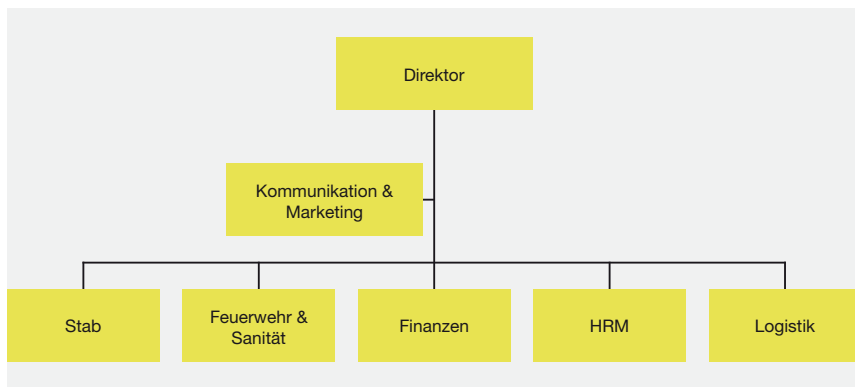 Direktor
Kommunikation &
Marketing
Stab
Feuerwehr &
Sanität
Finanzen
HRM
Logistik